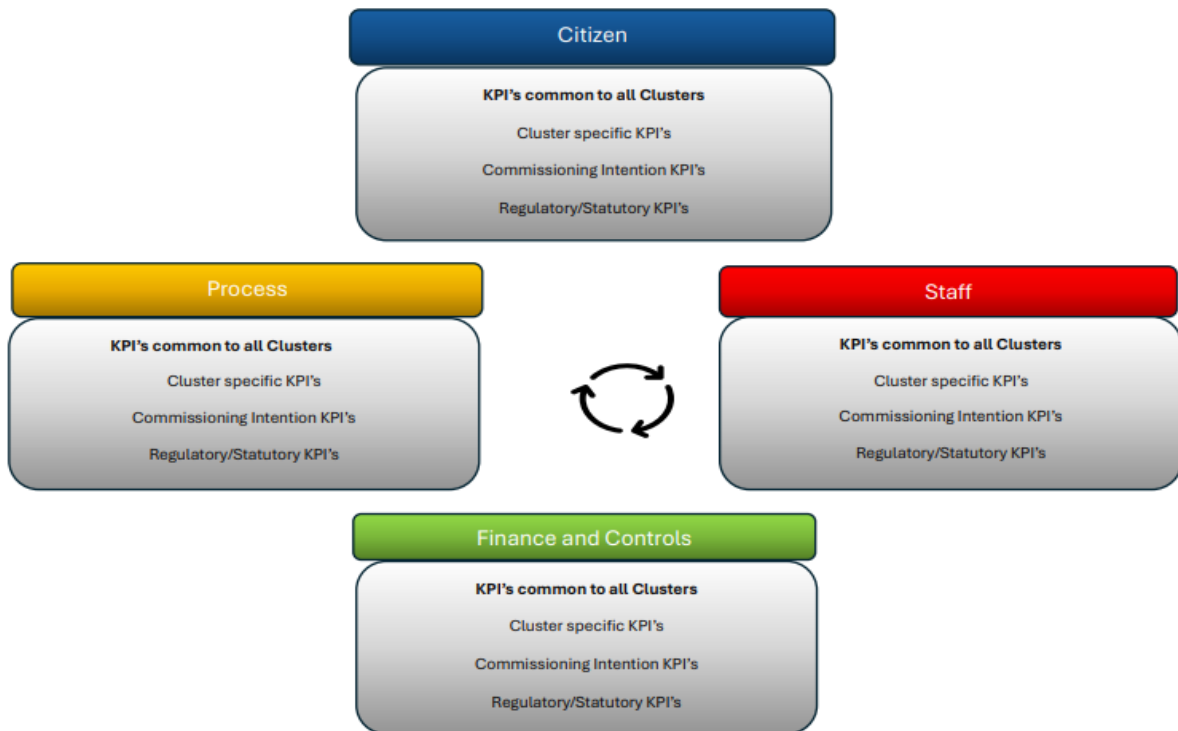 Citizen
KPI’s common to all Clusters
Cluster specific KPI’s
Commissioning Intention KPI’s
Regulatory/Statutory KPI’s
Process
KPI’s common to all Clusters
Cluster specific KPI’s
Commissioning Intention KPI’s
Regulatory/Statutory KPI’s
Staff
KPI’s common to all Clusters
Cluster specific KPI’s
Commissioning Intention KPI’s
Regulatory/Statutory KPI’s
Finance and Controls
KPI’s common to all Clusters
Cluster specific KPI’s
Commissioning Intention KPI’s
Regulatory/Statutory KPI’s